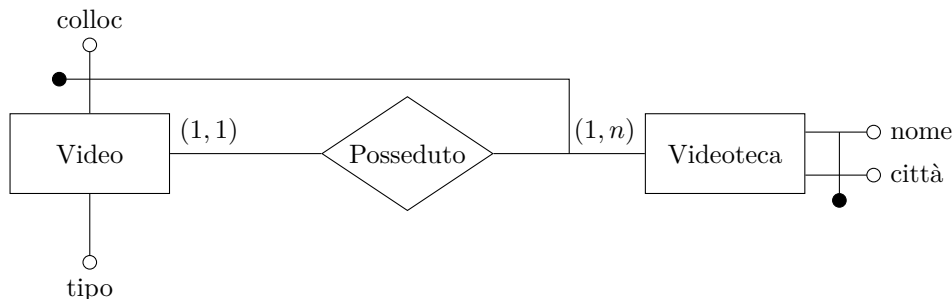 colloc
(1, 1)
(1, n)
nome
Video
Posseduto
Videoteca
città
tipo